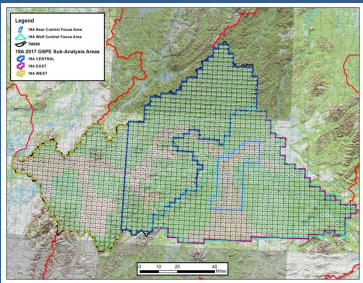 Legend
19A Bear Control Focus Area
19A Wolf Control Focus Area
TM680
19A 2017 GSPE Sub-Analysis Areas
19A CENTRAL
19A EAST
19A WEST
0 10 20 40
Miles